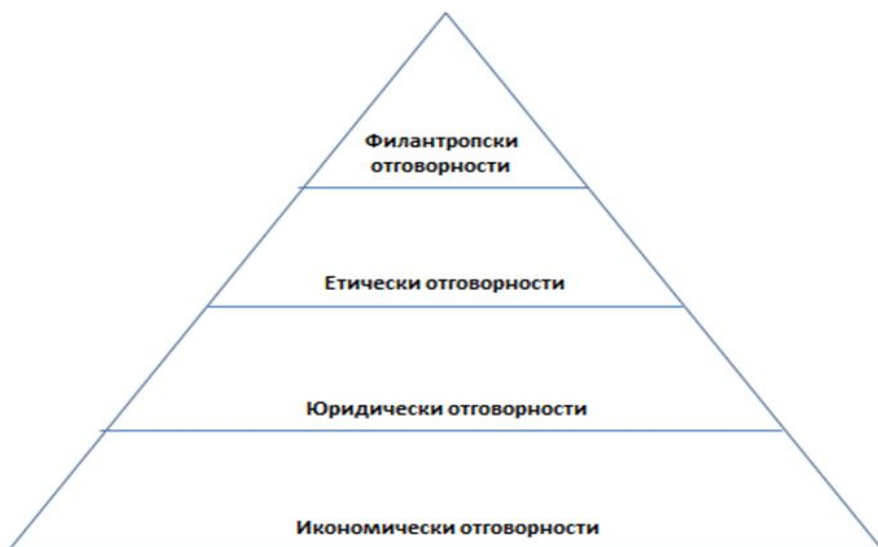 Филантропски
отговорности
Етически отговорности
Юридически отговорности
Икономически отговорности